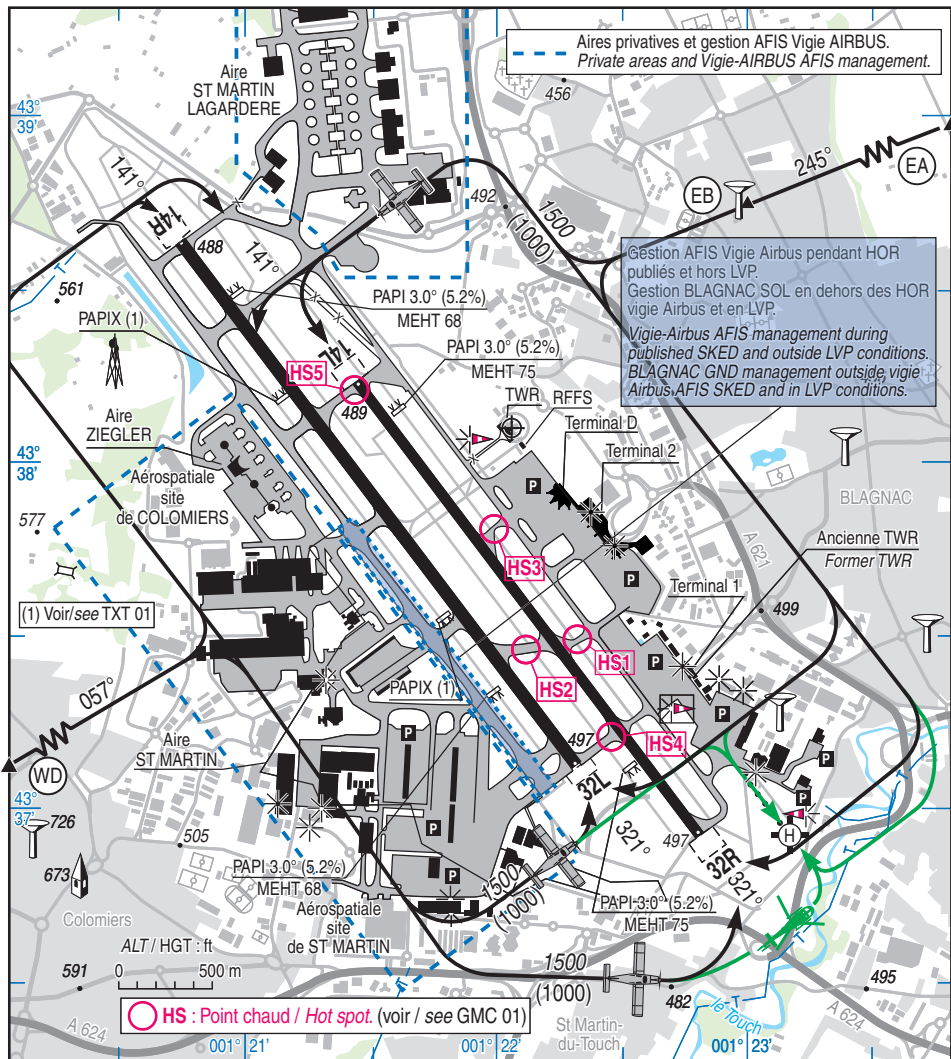 Aires privatives et gestion AFIS Vigie AIRBUS.
Private areas and Vigie-AIRBUS AFIS management.
Aire
ST MARTIN
LAGARDERE
456
43°
39'
141°
14R
488
141°
492
1500
(1000)
245°
EB
EA
561
PAPIX (1)
PAPI 3.0° (5.2%)
MEHT 68
14L
PAPI 3.0° (5.2%)
MEHT 75
Gestion AFIS Vigie Airbus pendant HOR
publiés et hors LVP.
Gestion BLAGNAC SOL en dehors des HOR
vigie Airbus et en LVP.
Vigie-Airbus AFIS management during
published SKED and outside LVP conditions.
BLAGNAC GND management outside vigie
Airbus AFIS SKED and in LVP conditions.
HS5
489
TWR
RFFS
Terminal D
Terminal 2
Aire
ZIEGLER
43°
38'
Aérospatiale
site
de COLOMIERS
577
P
BLAGNAC
A 621
HS3
Ancienne TWR
Former TWR
P
Terminal 1
499
(1) Voir/see TXT 01
HS1
HS2
P
PAPIX (1)
057°
WD
Aire
ST MARTIN
P
P
HS4
497
P
P
32L
43°
37'
726
505
P
321°
497
32R
321°
H
673
PAPI 3.0° (5.2%)
MEHT 68
P
1500
(1'000)
PAPI 3.0° (5.2%)
MEHT 75
Colomiers
Aérospatiale
site
de ST MARTIN
ALT / HGT : ft
0 500 m
591
1500
(1000)
482
495
le Touch
HS : Point chaud / Hot spot. (voir / see GMC 01)
A 624
A 624
St Martin-
du-Touch
001° 21'
001° 22'
001° 23'
T
T
T
T